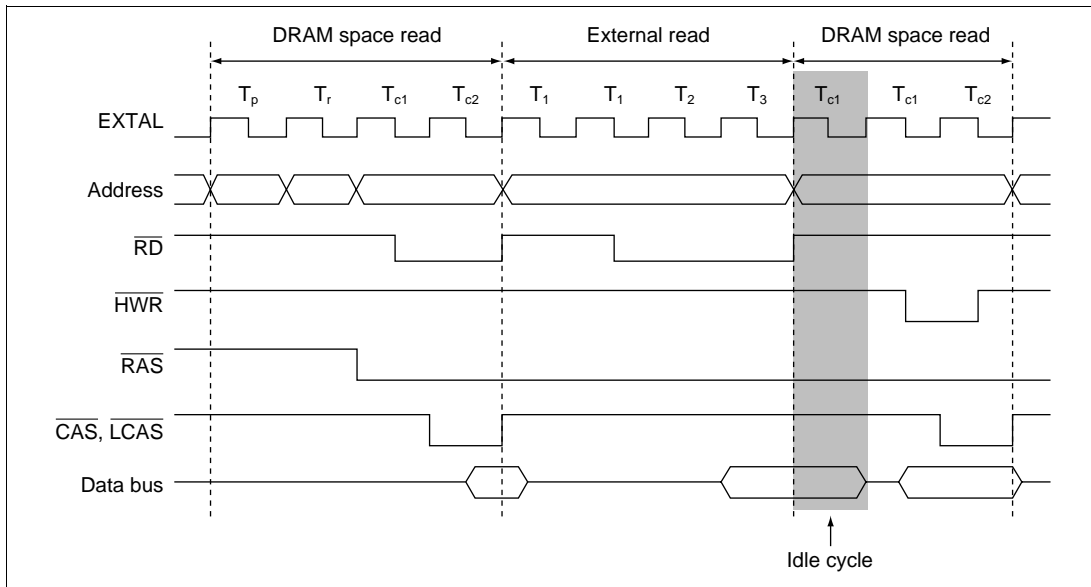 DRAM space read External read DRAM space read
Tp Tr Tc1 Tc2 T1 T1 T2 T3 Tc1 Tc1 Tc2
EXTAL
Address
RD
HWR
RAS
CAS, LCAS
Data bus
Idle cycle